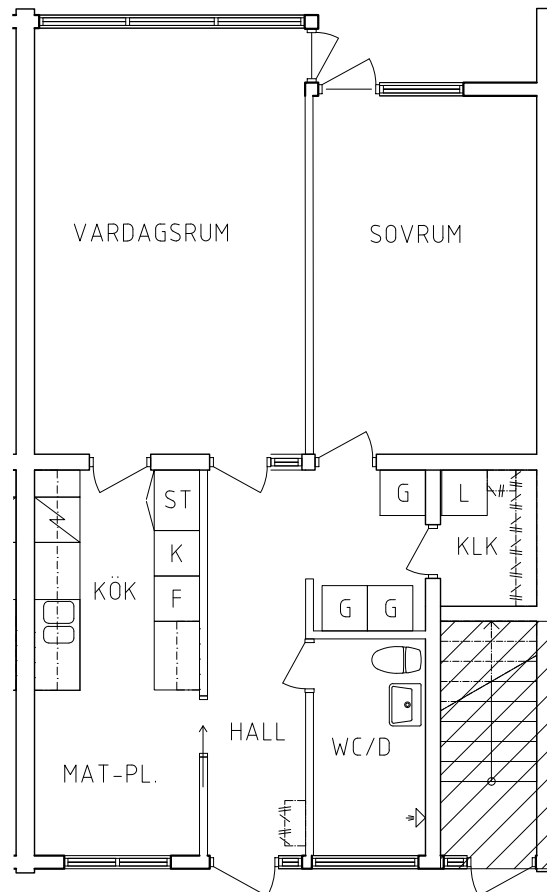 VARDAGSRUM
SOVRUM
ST
G
L
K
KLK
KÖK
F
G
G
HALL
WC/D
MAT-PL.